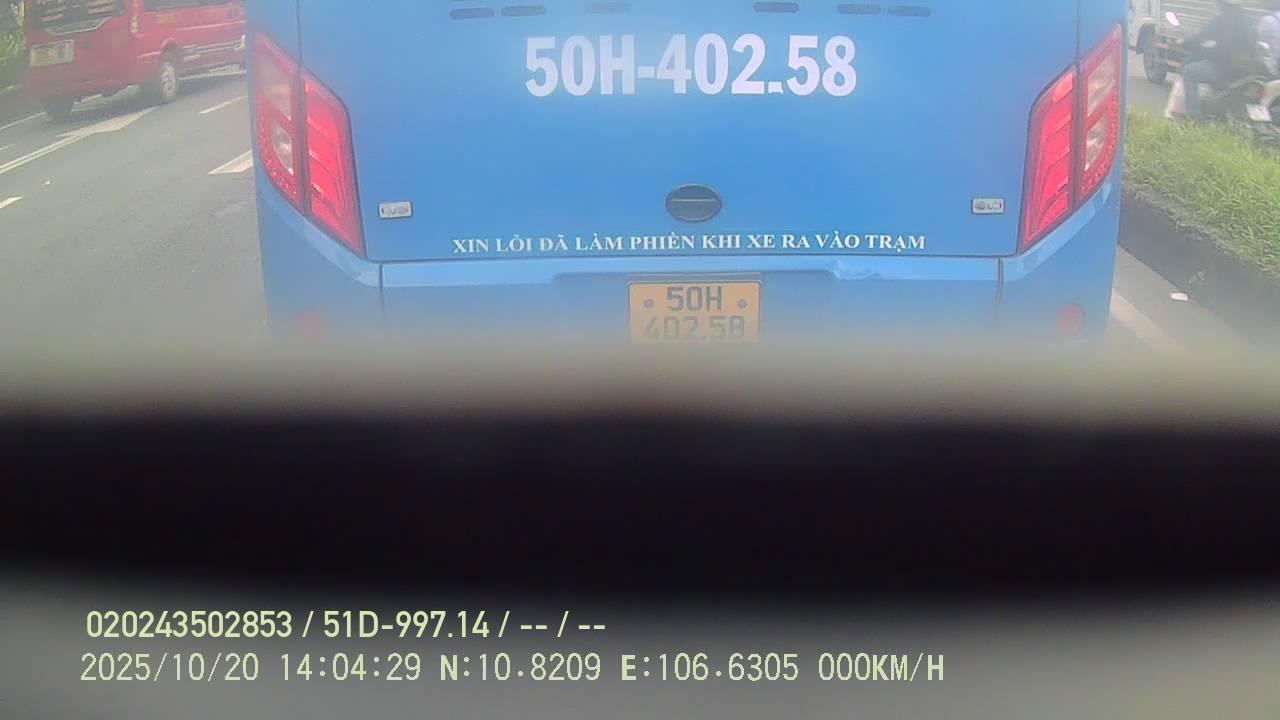 50H-402.58
XIN LỖI ĐÃ LÀM PHIỀN KHI XE RA VÀO TRẠM
50H
402.58
020243502853 / 51D-997.14 / -- / --
2025/10/20 14:04:29 N:10.8209 E:106.6305 000KM/H